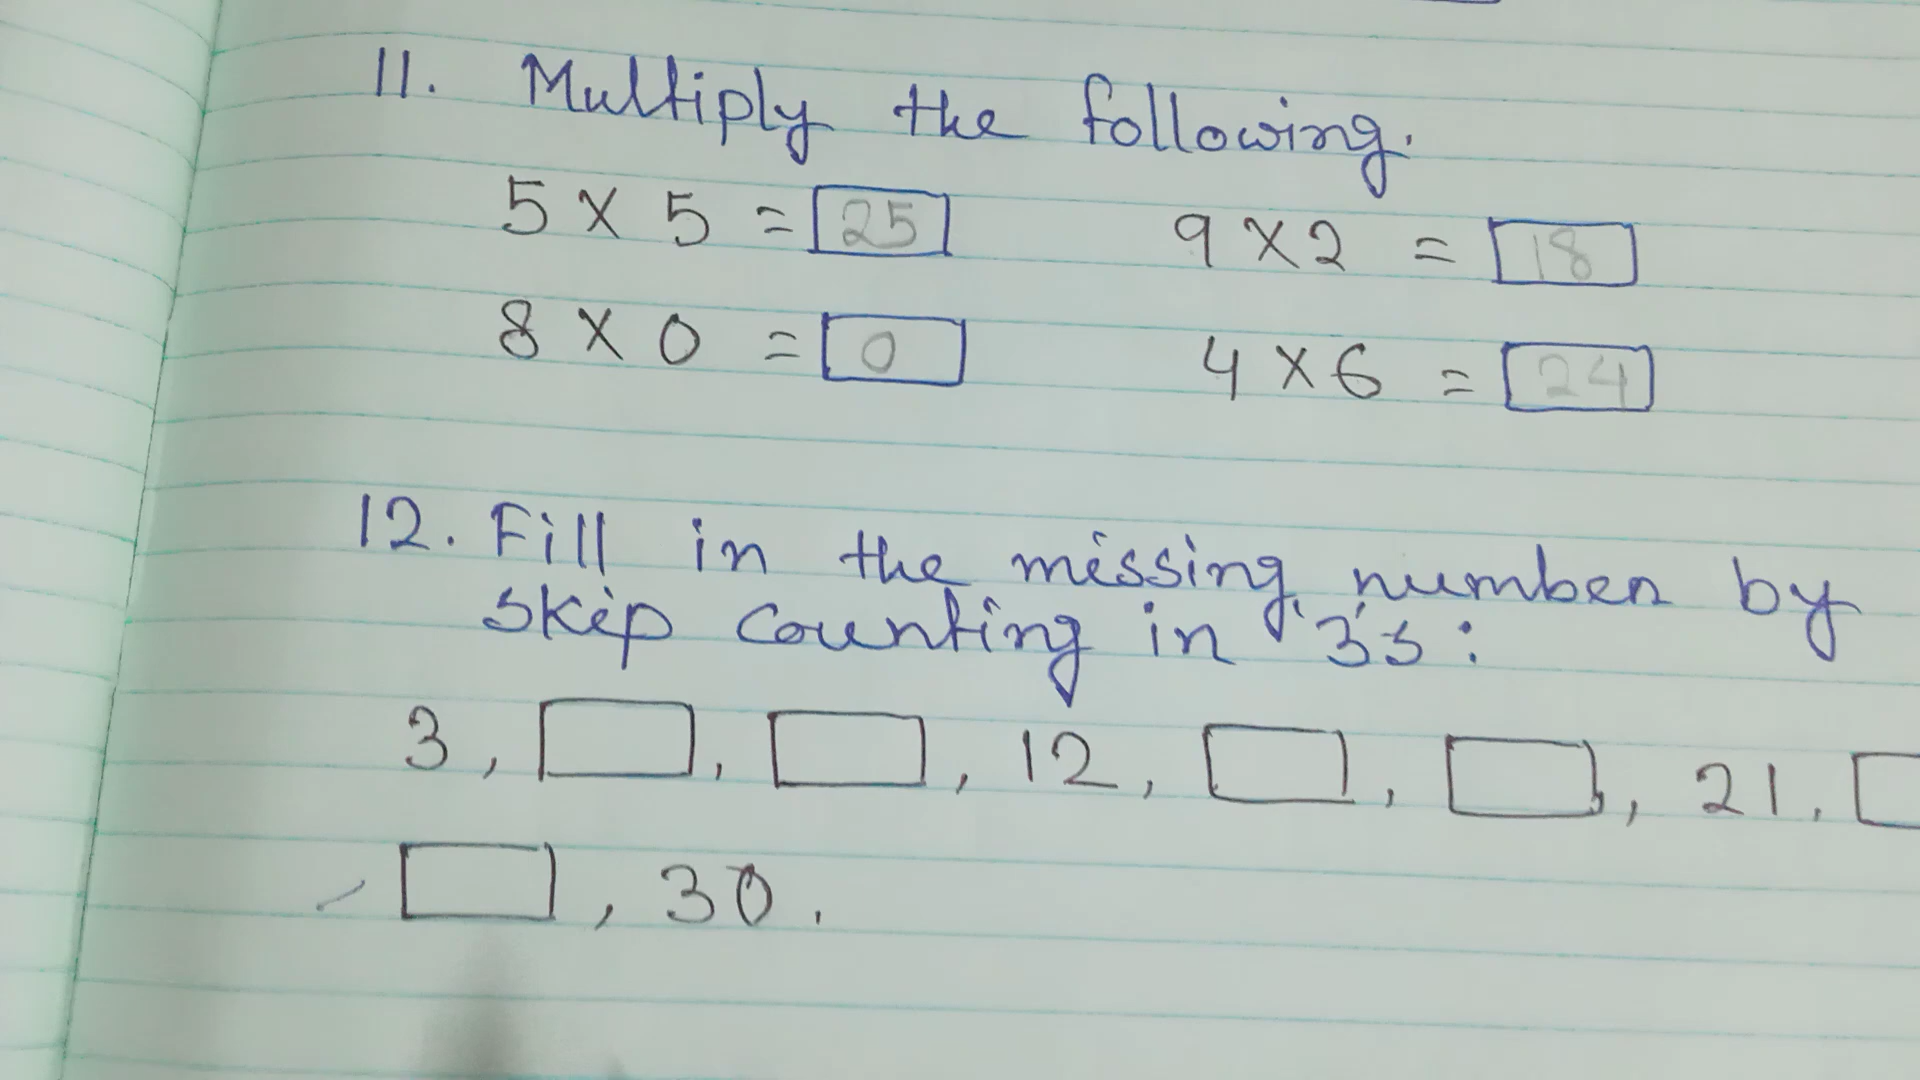 11. Multiply the following.
5 × 5 = 25 9 × 2 = 18
8 × 0 = 0 4 × 6 = 24
12. Fill in the missing number by
skip counting in '3's:
3, , , 12, , , 21,
, 30.